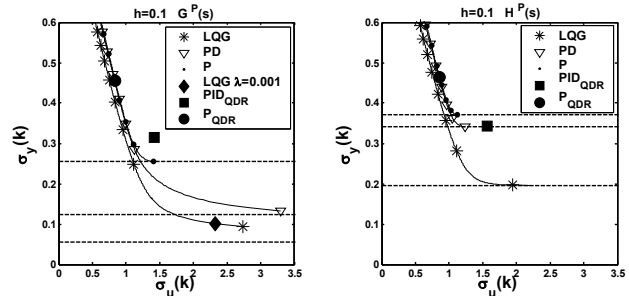 h=0.1 G^P(s)
σ_y(k)
0.6
0.5
0.4
0.3
0.2
0.1
0
LQG
PD
P
LQG λ=0.001
PID_QDR
P_QDR
0 0.5 1 1.5 2 2.5 3 3.5
σ_u(k)
h=0.1 H^P(s)
σ_y(k)
0.6
0.5
0.4
0.3
0.2
0.1
0
LQG
PD
P
PID_QDR
P_QDR
0 0.5 1 1.5 2 2.5 3 3.5
σ_u(k)